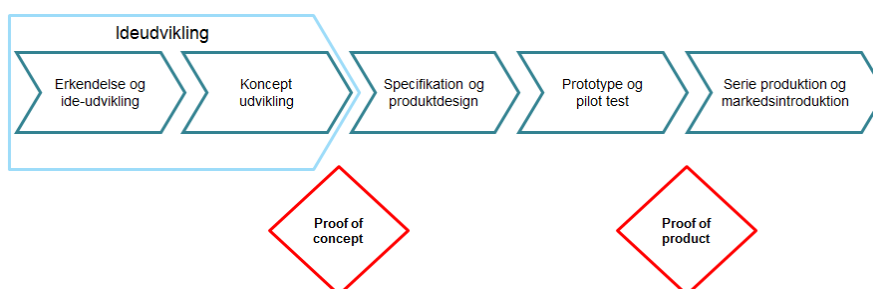 Ideudvikling
Erkendelse og
ide-udvikling
Koncept
udvikling
Specifikation og
produktdesign
Prototype og
pilot test
Serie produktion og
markedsintroduktion
Proof of
concept
Proof of
product